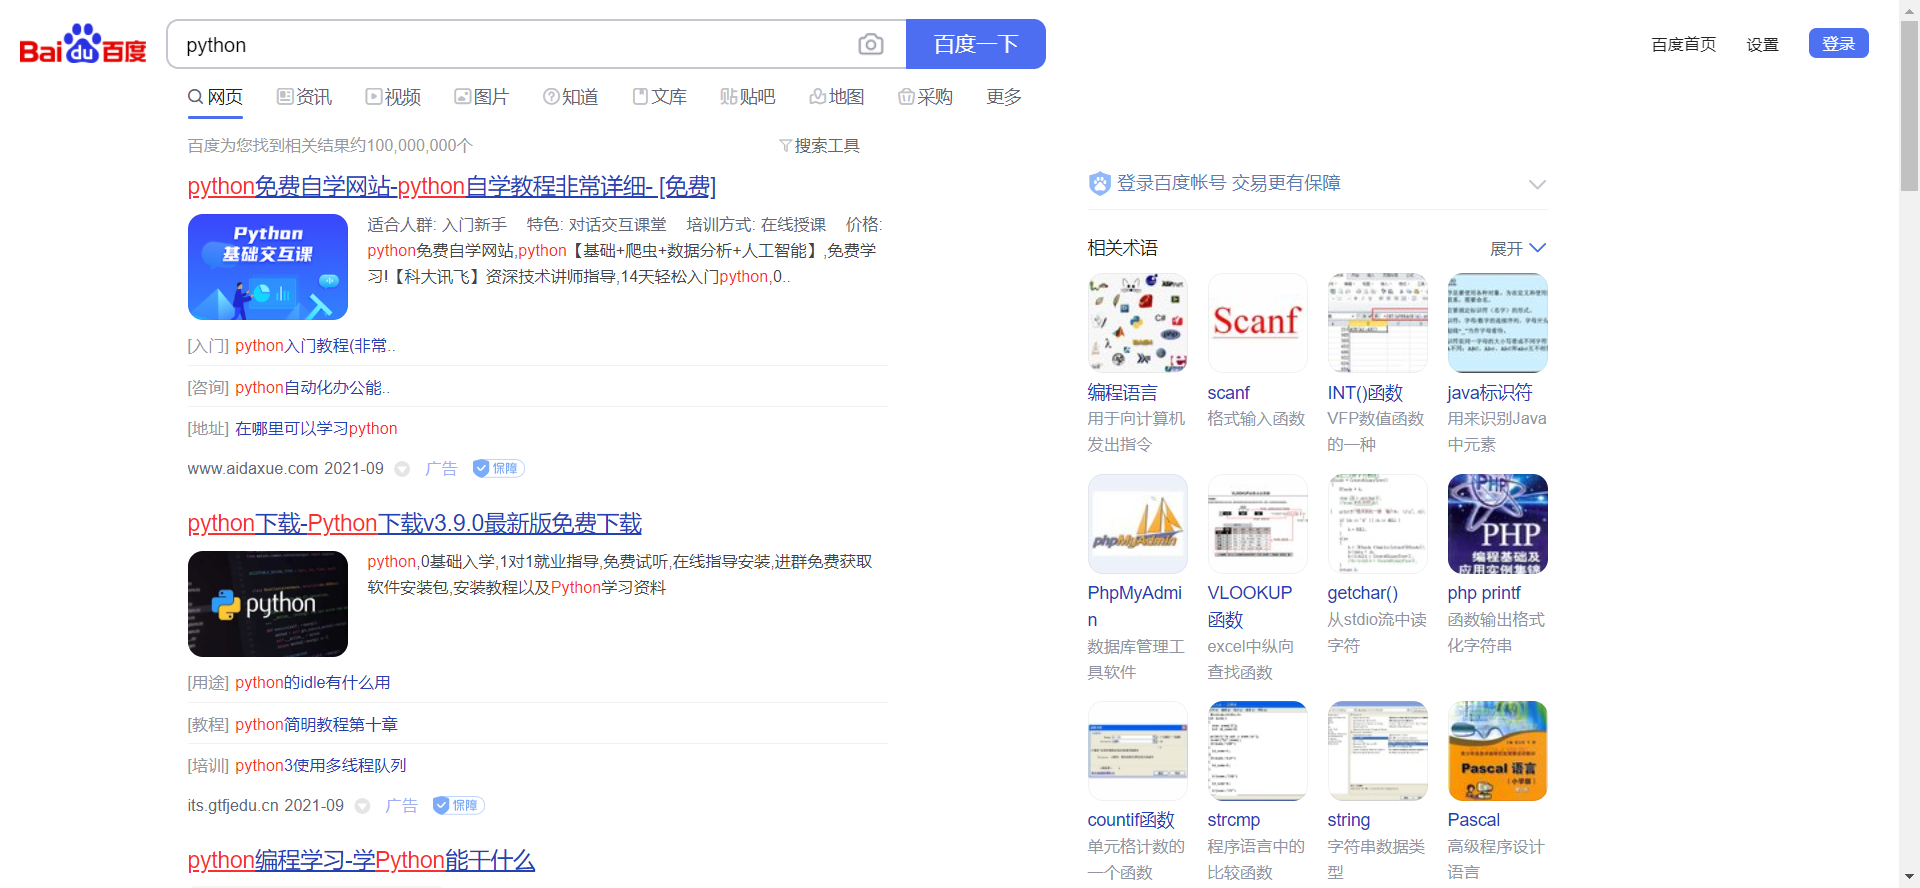 Bai du 百度
python
百度一下
百度首页 设置 登录
网页 资讯 视频 图片 知道 文库 贴吧 地图 采购 更多
百度为您找到相关结果约100,000,000个
搜索工具
python免费自学网站-python自学教程非常详细- [免费]
Python
基础交互课
适合人群: 入门新手 特色: 对话交互课堂 培训方式: 在线授课 价格:
python免费自学网站,python【基础+爬虫+数据分析+人工智能】,免费学
习!【科大讯飞】资深技术讲师指导,14天轻松入门python,0..
[入门] python入门教程(非常..
[咨询] python自动化办公能..
[地址] 在哪里可以学习python
www.aidaxue.com 2021-09 广告 保障
python下载-Python下载v3.9.0最新版免费下载
python
python,0基础入学,1对1就业指导,免费试听,在线指导安装,进群免费获取
软件安装包,安装教程以及Python学习资料
[用途] python的idle有什么用
[教程] python简明教程第十章
[培训] python3使用多线程队列
its.gtfjedu.cn 2021-09 广告 保障
python编程学习-学Python能干什么
登录百度帐号 交易更有保障
相关术语
展开
Scanf
编程语言
用于向计算机
发出指令
scanf
格式输入函数
INT()函数
VFP数值函数
的一种
java标识符
用来识别Java
中元素
phpMyAdmin
PHP
编程基础及
应用实例集锦
PhpMyAdmi
n
数据库管理工
具软件
VLOOKUP
函数
excel中纵向
查找函数
getchar()
从stdio流中读
字符
php printf
函数输出格式
化字符串
Pascal 语言
(小学版)
countif函数
单元格计数的
一个函数
strcmp
程序语言中的
比较函数
string
字符串数据类
型
Pascal
高级程序设计
语言